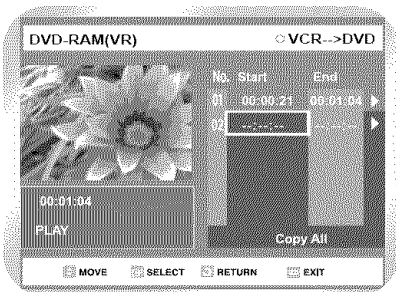 DVD-RAM(VR) VCR-->DVD
No. Start End
01 00:00:21 00:01:04
02 --:--:-- --:--:--
00:01:04
PLAY
Copy All
MOVE SELECT RETURN EXIT